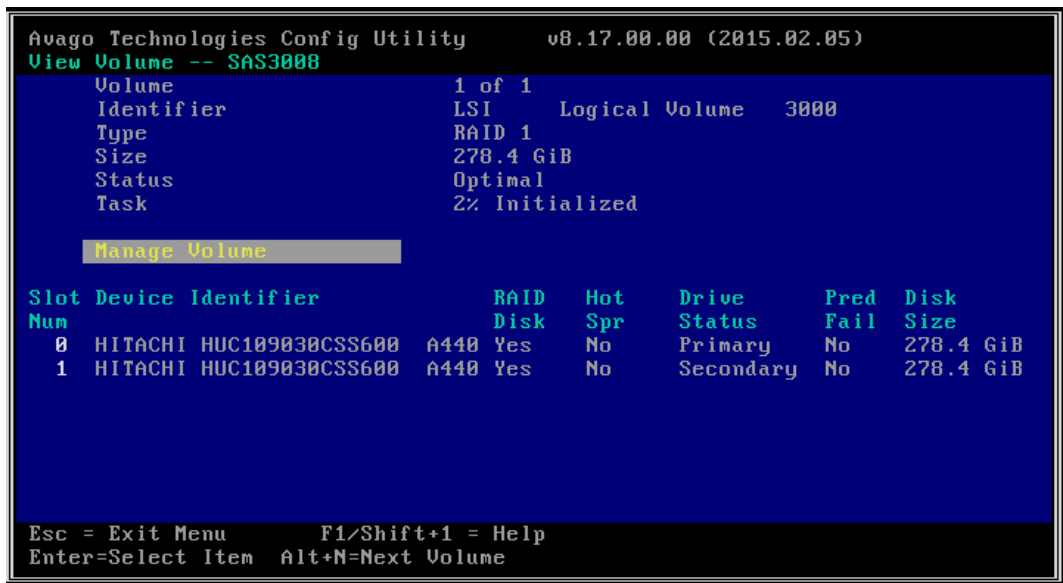 Avago Technologies Config Utility v8.17.00.00 (2015.02.05)
View Volume -- SAS3008
Volume 1 of 1
Identifier LSI Logical Volume 3000
Type RAID 1
Size 278.4 GiB
Status Optimal
Task 2% Initialized
Manage Volume
Slot Device Identifier RAID Hot Drive Pred Disk
Num Disk Spr Status Fail Size
0 HITACHI HUC109030CSS600 A440 Yes No Primary No 278.4 GiB
1 HITACHI HUC109030CSS600 A440 Yes No Secondary No 278.4 GiB
Esc = Exit Menu F1/Shift+1 = Help
Enter=Select Item Alt+N=Next Volume